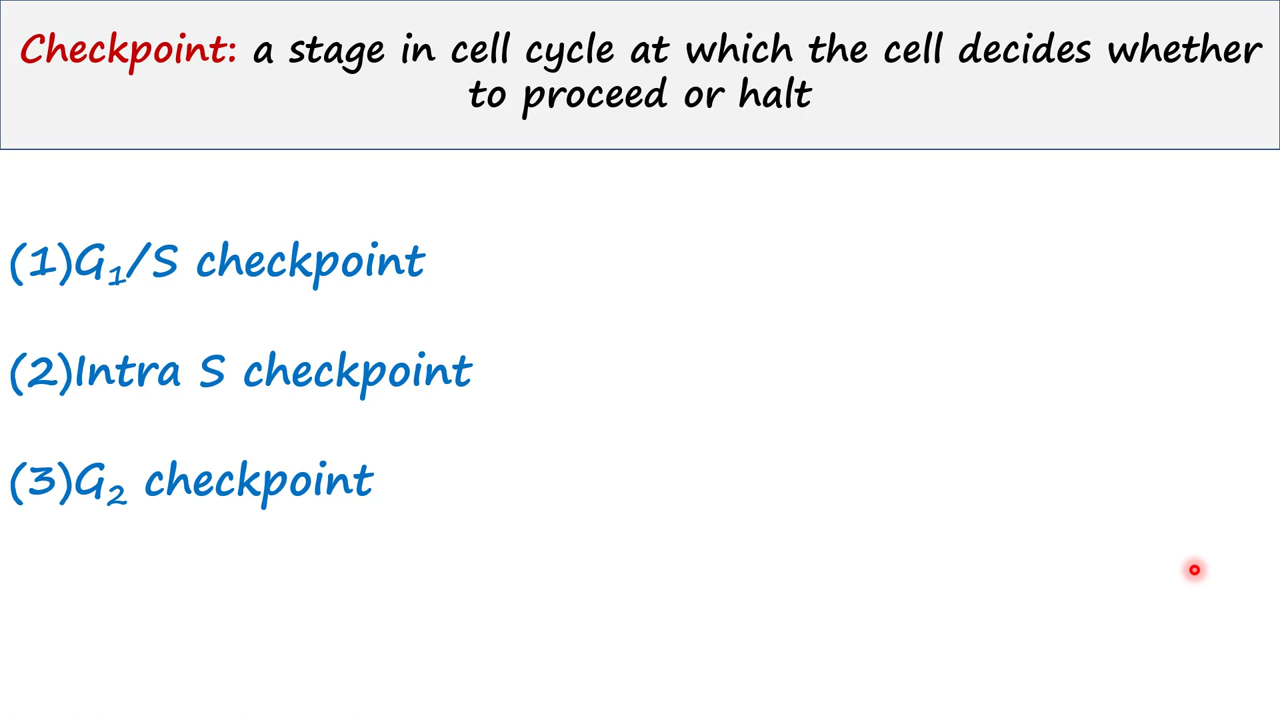 Checkpoint: a stage in cell cycle at which the cell decides whether
to proceed or halt
(1)G₁/S checkpoint
(2)Intra S checkpoint
(3)G₂ checkpoint